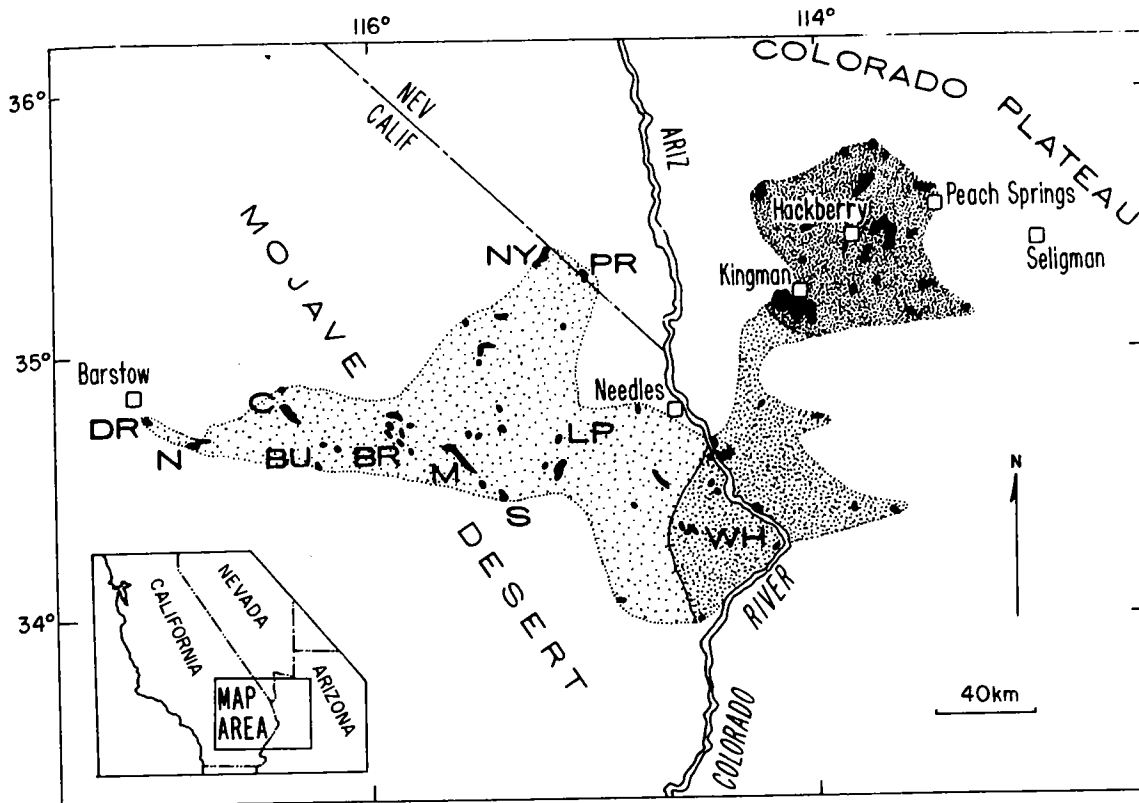 116°
114°
36°
35°
34°
COLORADO PLATEAU
NEV
CALIF
ARIZ
MOJAVE
DESERT
Peach Springs
Hackberry
Seligman
Kingman
NY
PR
Barstow
Needles
DR
C
N
BU
BR
M
LP
S
WH
N
RIVER
COLORADO
40km
CALIFORNIA
NEVADA
ARIZONA
MAP
AREA